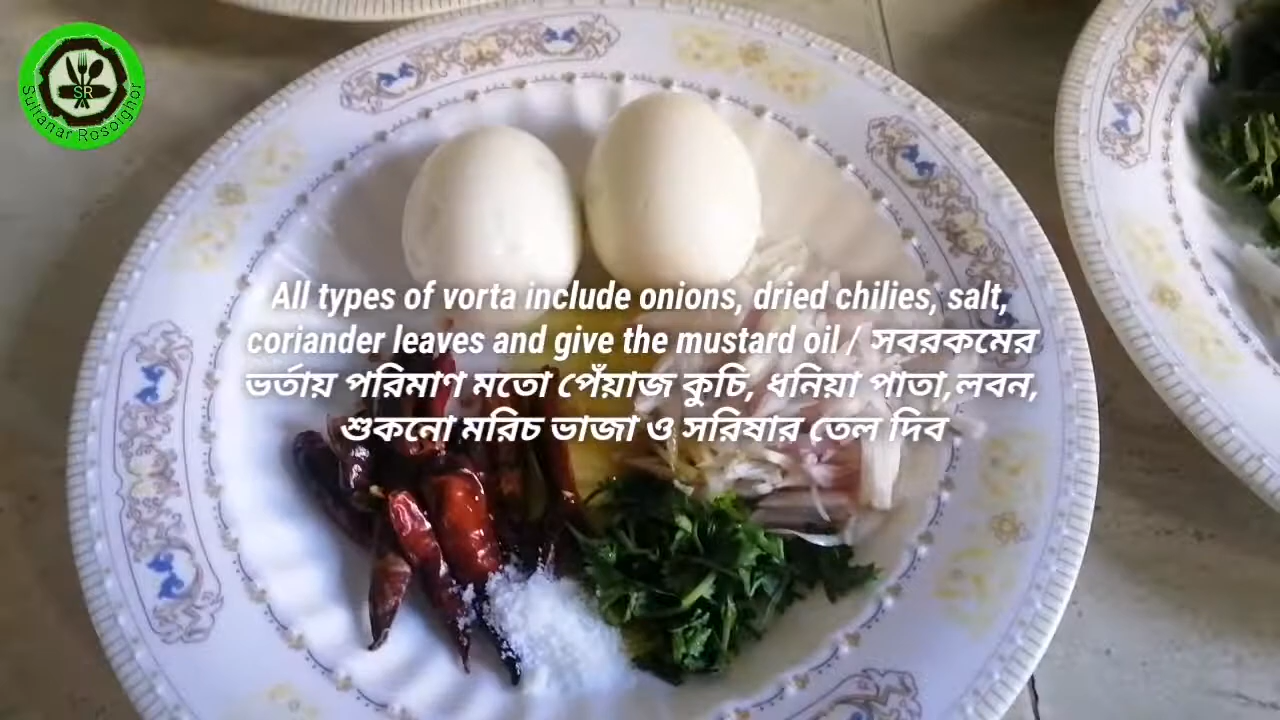 SR
Sultanar Rosoighor
All types of vorta include onions, dried chilies, salt,
coriander leaves and give the mustard oil / সবরকমের
ভর্তায় পরিমাণ মতো পেঁয়াজ কুচি, ধনিয়া পাতা,লবন,
শুকনো মরিচ ভাজা ও সরিষার তেল দিব